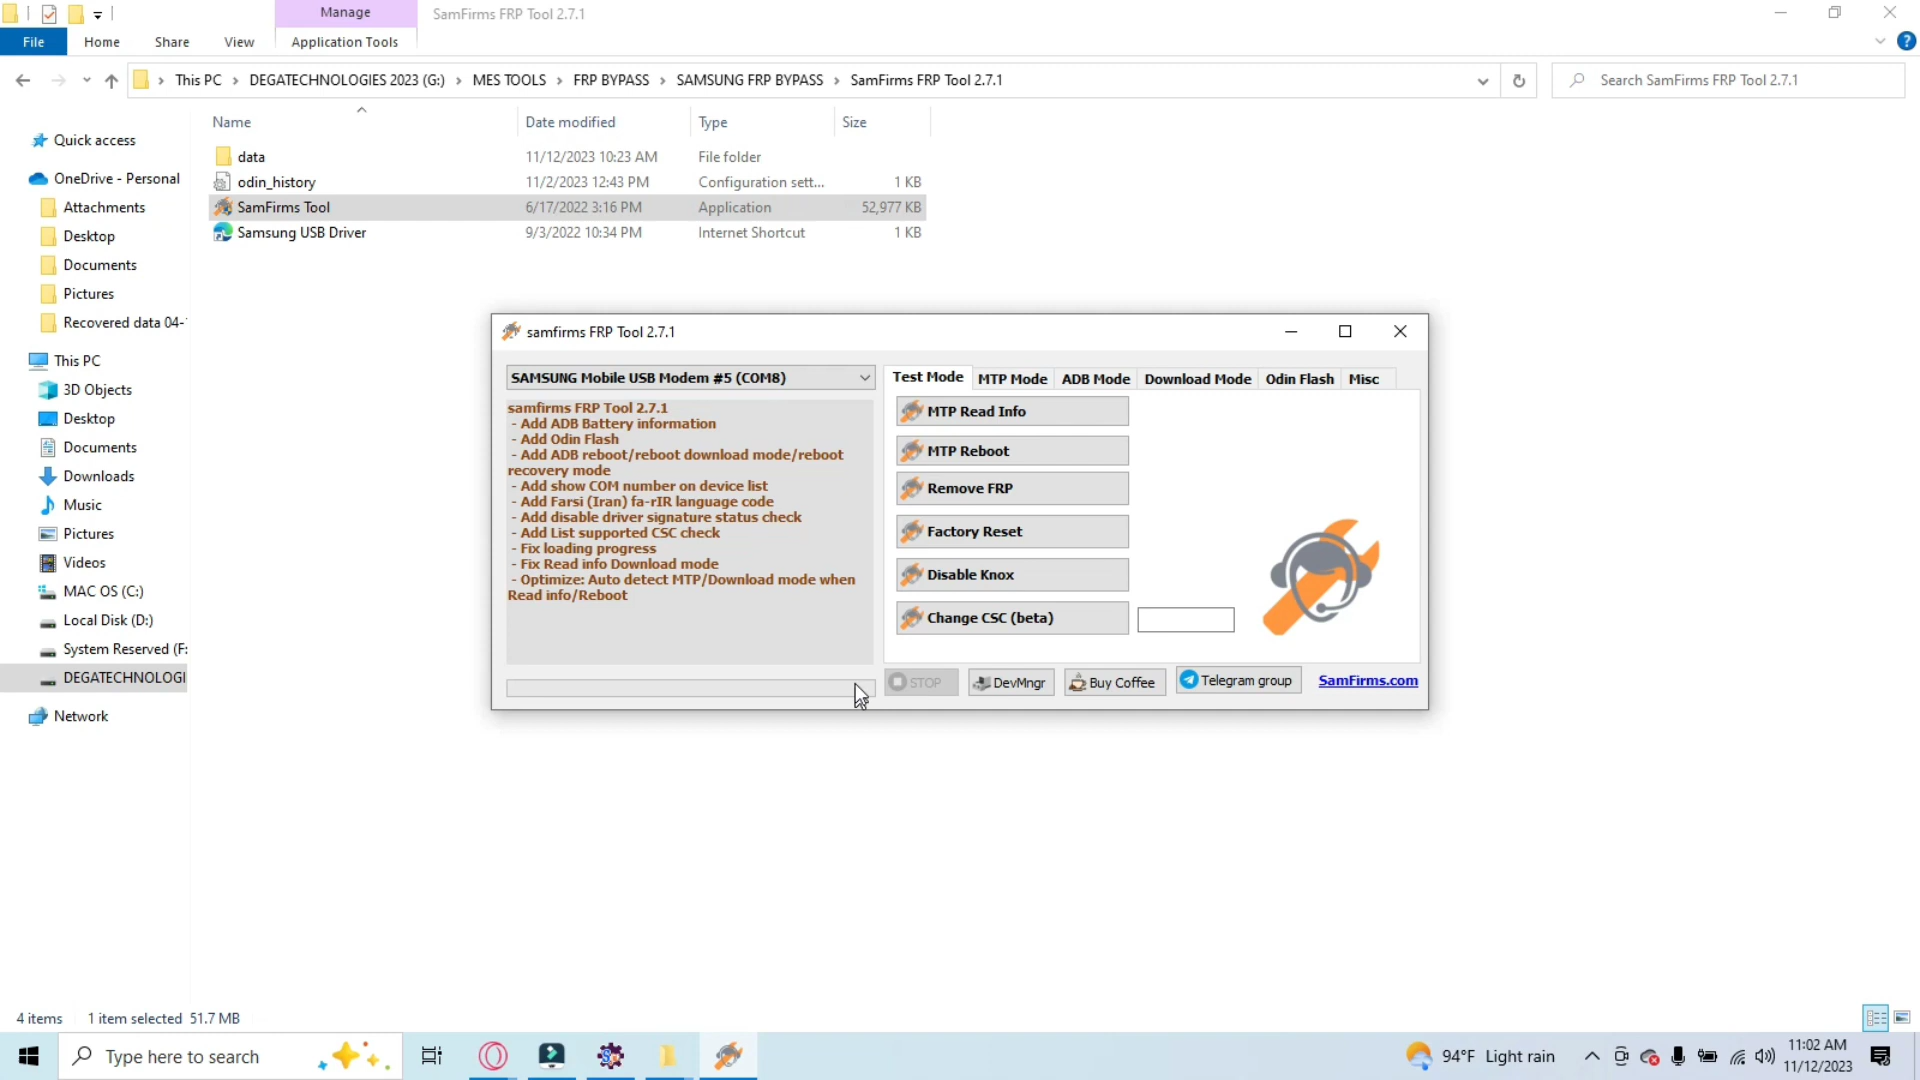 Manage
SamFirms FRP Tool 2.7.1
File
Home
Share
View
Application Tools
This PC > DEGATECHNOLOGIES 2023 (G:) > MES TOOLS > FRP BYPASS > SAMSUNG FRP BYPASS > SamFirms FRP Tool 2.7.1
Search SamFirms FRP Tool 2.7.1
Name
Date modified
Type
Size
data
11/12/2023 10:23 AM
File folder
odin_history
11/2/2023 12:43 PM
Configuration sett...
1 KB
SamFirms Tool
6/17/2022 3:16 PM
Application
52,977 KB
Samsung USB Driver
9/3/2022 10:34 PM
Internet Shortcut
1 KB
Quick access
OneDrive - Personal
Attachments
Desktop
Documents
Pictures
Recovered data 04-
This PC
3D Objects
Desktop
Documents
Downloads
Music
Pictures
Videos
MAC OS (C:)
Local Disk (D:)
System Reserved (F:
DEGATECHNOLOGI
Network
samfirms FRP Tool 2.7.1
SAMSUNG Mobile USB Modem #5 (COM8)
samfirms FRP Tool 2.7.1
- Add ADB Battery information
- Add Odin Flash
- Add ADB reboot/reboot download mode/reboot
recovery mode
- Add show COM number on device list
- Add Farsi (Iran) fa-rIR language code
- Add disable driver signature status check
- Add List supported CSC check
- Fix loading progress
- Fix Read info Download mode
- Optimize: Auto detect MTP/Download mode when
Read info/Reboot
Test Mode
MTP Mode
ADB Mode
Download Mode
Odin Flash
Misc
MTP Read Info
MTP Reboot
Remove FRP
Factory Reset
Disable Knox
Change CSC (beta)
STOP
DevMngr
Buy Coffee
Telegram group
SamFirms.com
4 items
1 item selected 51.7 MB
Type here to search
94°F Light rain
11:02 AM
11/12/2023